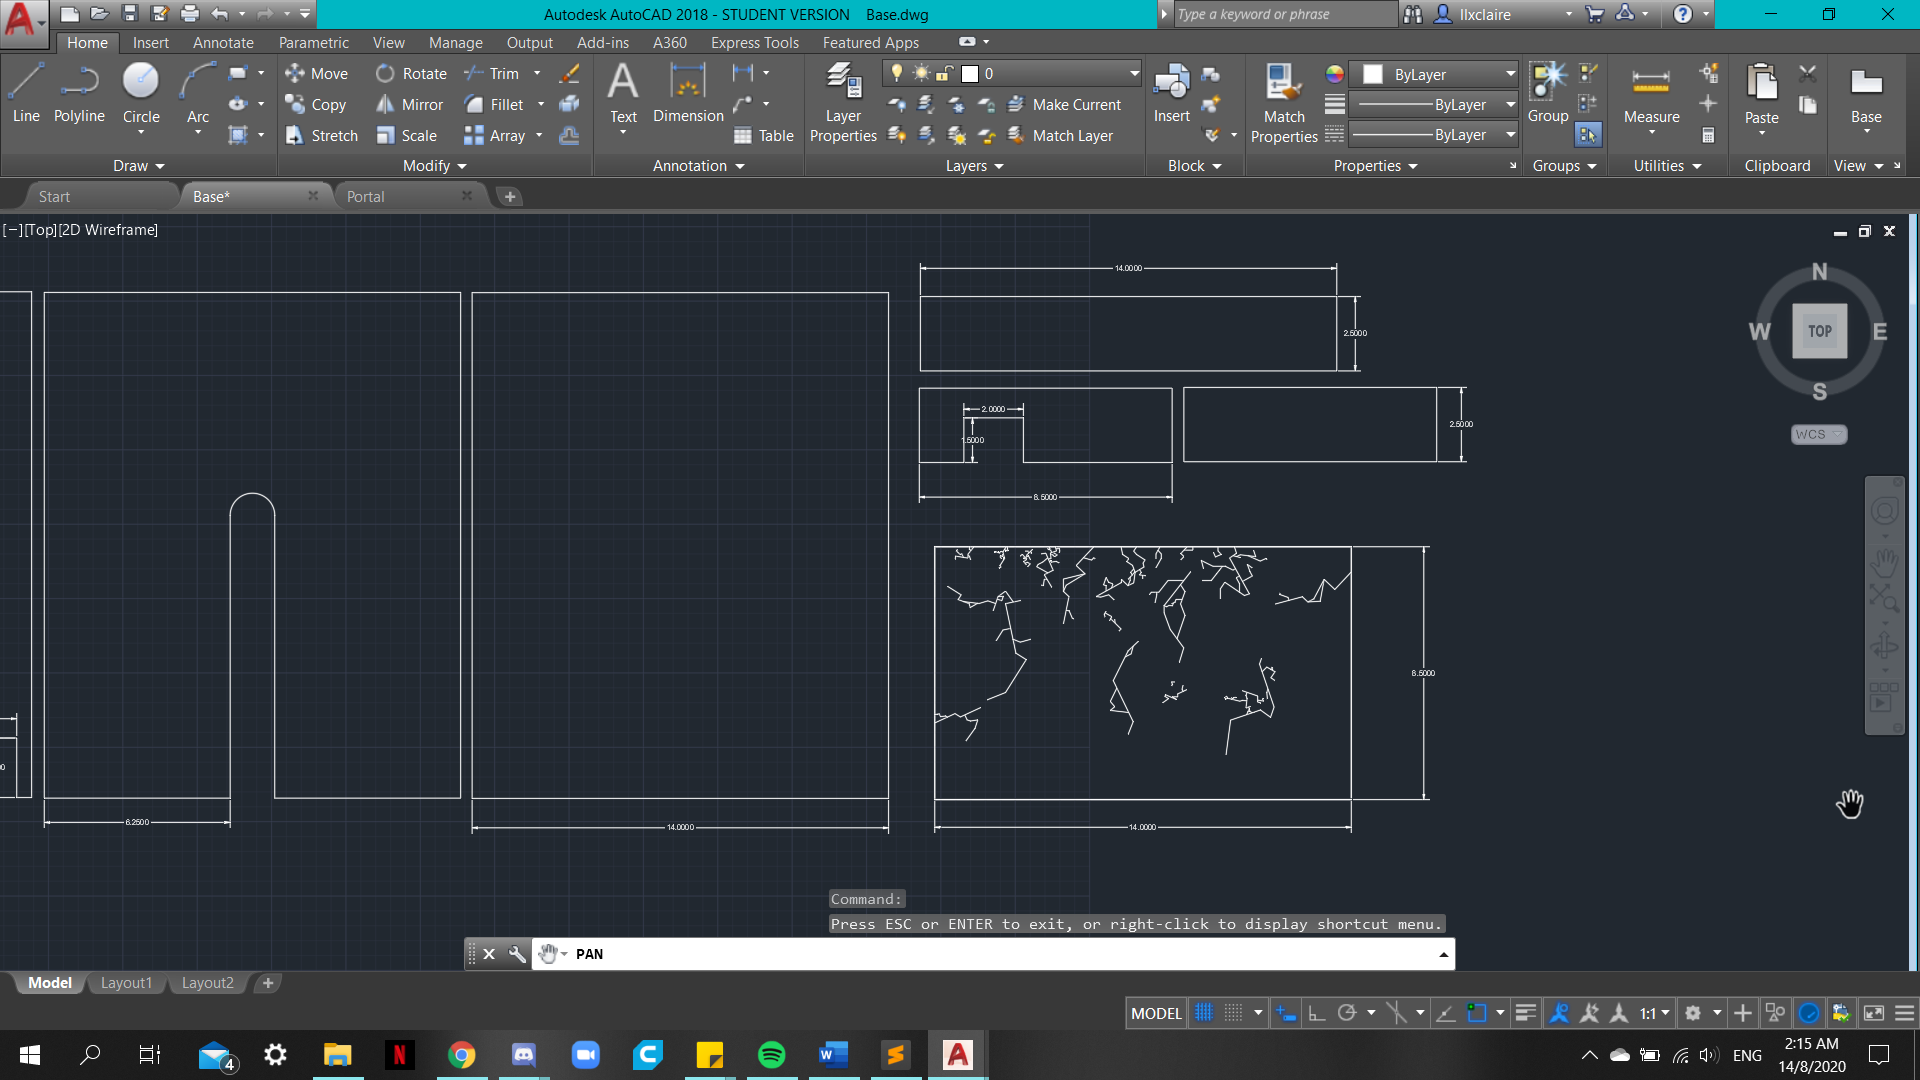 Autodesk AutoCAD 2018 - STUDENT VERSION Base.dwg
Type a keyword or phrase
llxclaire
Home Insert Annotate Parametric View Manage Output Add-ins A360 Express Tools Featured Apps
Move Rotate Trim 0 ByLayer
Copy Mirror Fillet Make Current ByLayer
Line Polyline Circle Arc Text Dimension Layer Properties Insert Match Properties Group Measure Paste Base
Stretch Scale Array Table Match Layer ByLayer
Draw Modify Annotation Layers Block Properties Groups Utilities Clipboard View
Start Base* Portal
[−][Top][2D Wireframe]
N
W TOP E
S
WCS
14.0000
2.5000
2.0000
1.5000
2.5000
8.5000
8.5000
6.2500
14.0000
14.0000
Command:
Press ESC or ENTER to exit, or right-click to display shortcut menu.
PAN
Model Layout1 Layout2
MODEL 1:1
4
N
W
A
ENG
2:15 AM
14/8/2020